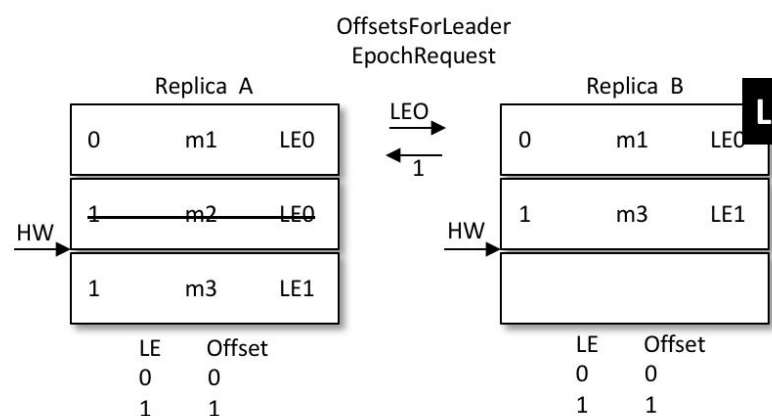 OffsetsForLeader
EpochRequest
Replica A
0 m1 LE0
1 m2 LE0
HW
1 m3 LE1
LE Offset
0 0
1 1
LEO
1
Replica B
L
0 m1 LE0
1 m3 LE1
HW
LE Offset
0 0
1 1